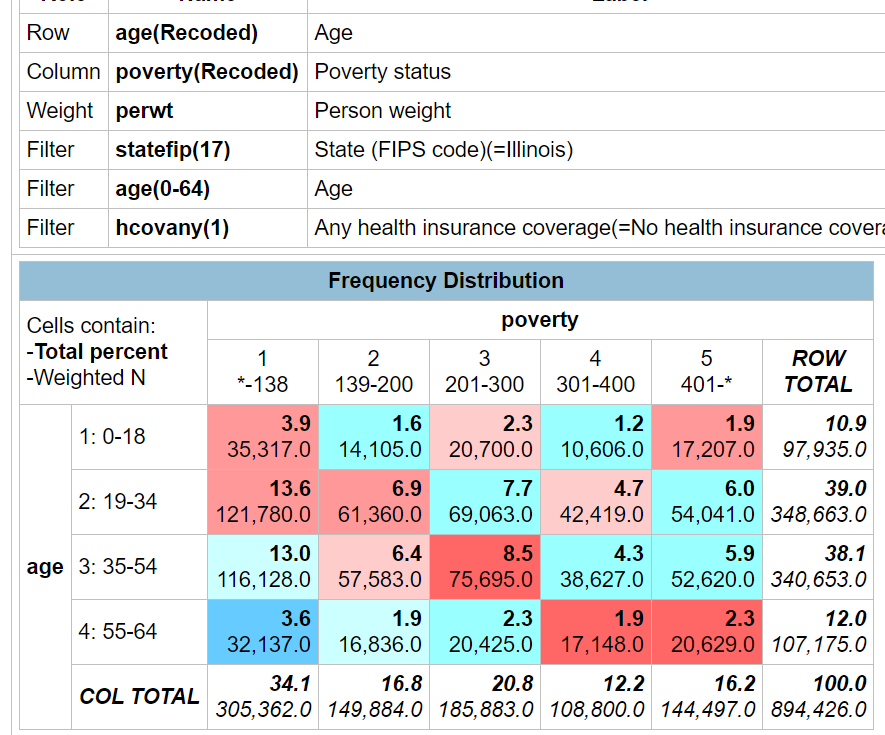 Row age(Recoded) Age
Column poverty(Recoded) Poverty status
Weight perwt Person weight
Filter statefip(17) State (FIPS code)(=Illinois)
Filter age(0-64) Age
Filter hcovany(1) Any health insurance coverage(=No health insurance covera
Frequency Distribution
Cells contain:
-Total percent
-Weighted N
poverty
1 2 3 4 5 ROW
*-138 139-200 201-300 301-400 401-* TOTAL
age
1: 0-18
3.9 1.6 2.3 1.2 1.9 10.9
35,317.0 14,105.0 20,700.0 10,606.0 17,207.0 97,935.0
2: 19-34
13.6 6.9 7.7 4.7 6.0 39.0
121,780.0 61,360.0 69,063.0 42,419.0 54,041.0 348,663.0
3: 35-54
13.0 6.4 8.5 4.3 5.9 38.1
116,128.0 57,583.0 75,695.0 38,627.0 52,620.0 340,653.0
4: 55-64
3.6 1.9 2.3 1.9 2.3 12.0
32,137.0 16,836.0 20,425.0 17,148.0 20,629.0 107,175.0
COL TOTAL
34.1 16.8 20.8 12.2 16.2 100.0
305,362.0 149,884.0 185,883.0 108,800.0 144,497.0 894,426.0